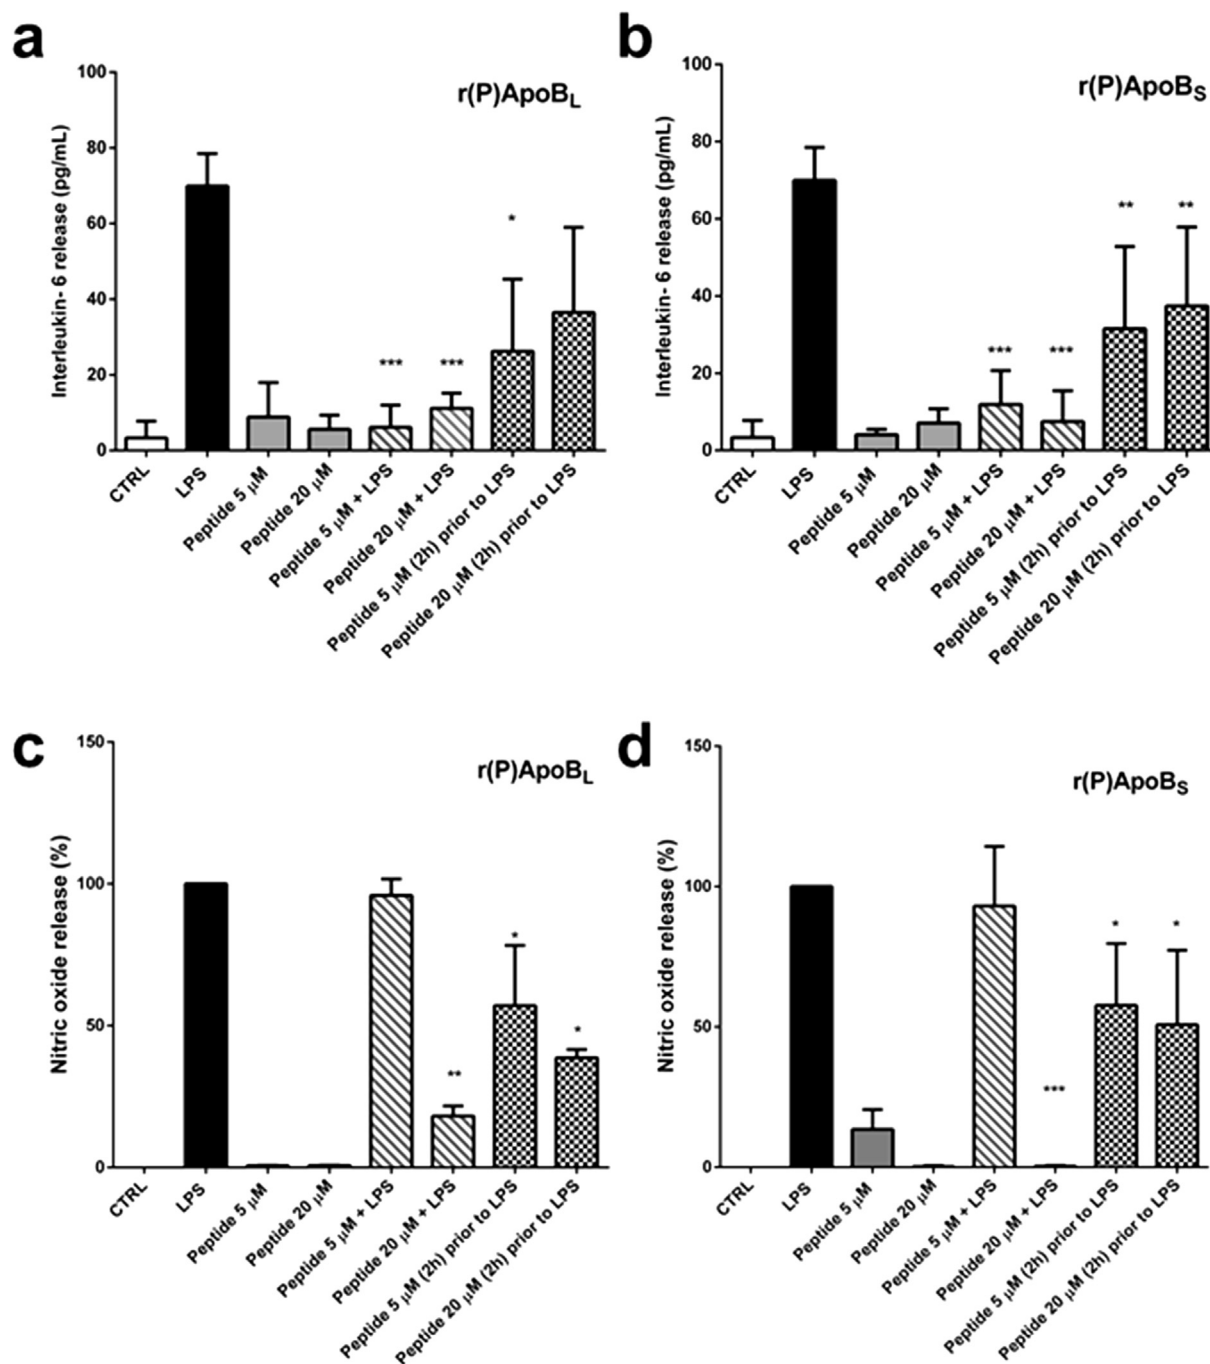 a
r(P)ApoBL
Interleukin- 6 release (pg/mL)
100
80
60
40
20
0
***
***
*
CTRL
LPS
Peptide 5 μM
Peptide 20 μM
Peptide 5 μM + LPS
Peptide 20 μM + LPS
Peptide 5 μM (2h) prior to LPS
Peptide 20 μM (2h) prior to LPS
b
r(P)ApoBS
Interleukin- 6 release (pg/mL)
100
80
60
40
20
0
***
***
**
**
CTRL
LPS
Peptide 5 μM
Peptide 20 μM
Peptide 5 μM + LPS
Peptide 20 μM + LPS
Peptide 5 μM (2h) prior to LPS
Peptide 20 μM (2h) prior to LPS
c
r(P)ApoBL
Nitric oxide release (%)
150
100
50
0
**
*
*
CTRL
LPS
Peptide 5 μM
Peptide 20 μM
Peptide 5 μM + LPS
Peptide 20 μM + LPS
Peptide 5 μM (2h) prior to LPS
Peptide 20 μM (2h) prior to LPS
d
r(P)ApoBS
Nitric oxide release (%)
150
100
50
0
***
*
*
CTRL
LPS
Peptide 5 μM
Peptide 20 μM
Peptide 5 μM + LPS
Peptide 20 μM + LPS
Peptide 5 μM (2h) prior to LPS
Peptide 20 μM (2h) prior to LPS